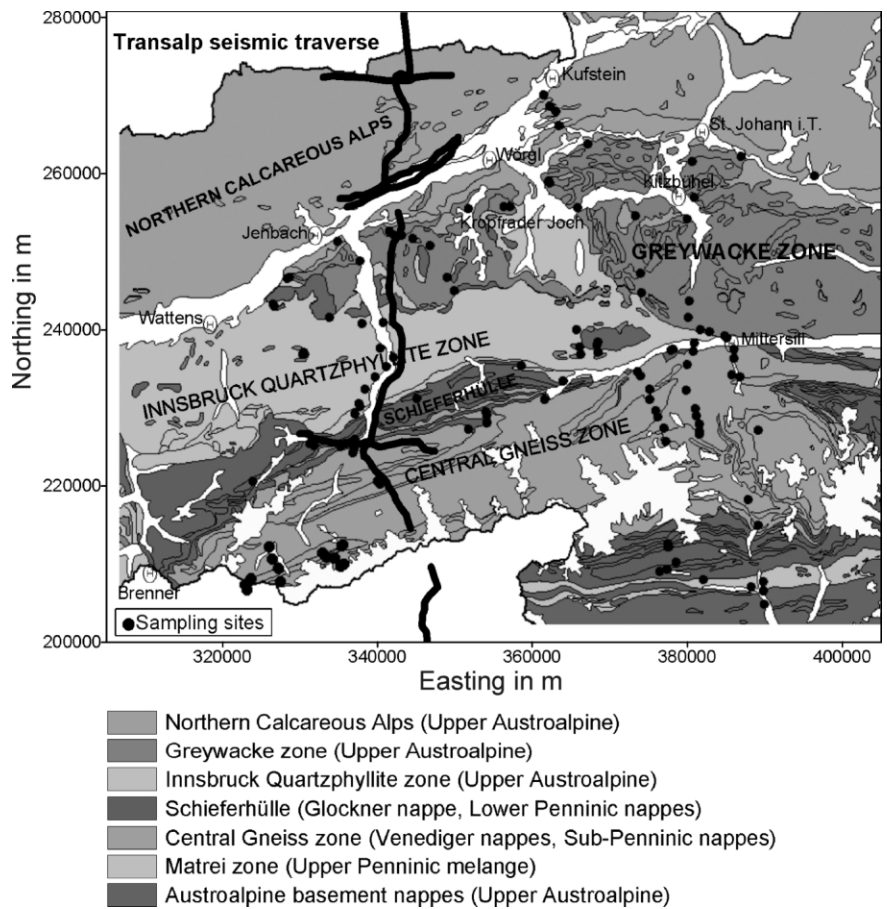 280000
Transalp seismic traverse
Kufstein
St. Johann i.T.
NORTHERN CALCAREOUS ALPS
Wörgl
260000
Kitzbühel
Jenbach
Kropfrader Joch
GREYWACKE ZONE
Wattens
240000
Mittersill
INNSBRUCK QUARTZPHYLLITE ZONE
SCHIEFERHÜLLE
CENTRAL GNEISS ZONE
220000
Brenner
Sampling sites
200000
Northing in m
320000 340000 360000 380000 400000
Easting in m
Northern Calcareous Alps (Upper Austroalpine)
Greywacke zone (Upper Austroalpine)
Innsbruck Quartzphyllite zone (Upper Austroalpine)
Schieferhülle (Glockner nappe, Lower Penninic nappes)
Central Gneiss zone (Venediger nappes, Sub-Penninic nappes)
Matrei zone (Upper Penninic melange)
Austroalpine basement nappes (Upper Austroalpine)